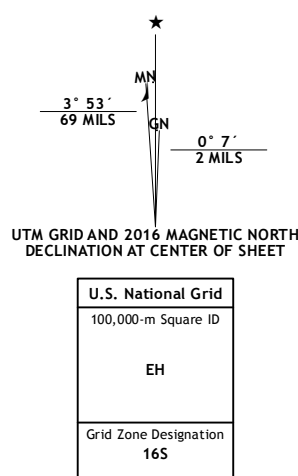 ★
MN
3° 53´
69 MILS
GN
0° 7´
2 MILS
UTM GRID AND 2016 MAGNETIC NORTH
DECLINATION AT CENTER OF SHEET
U.S. National Grid
100,000-m Square ID
EH
Grid Zone Designation
16S